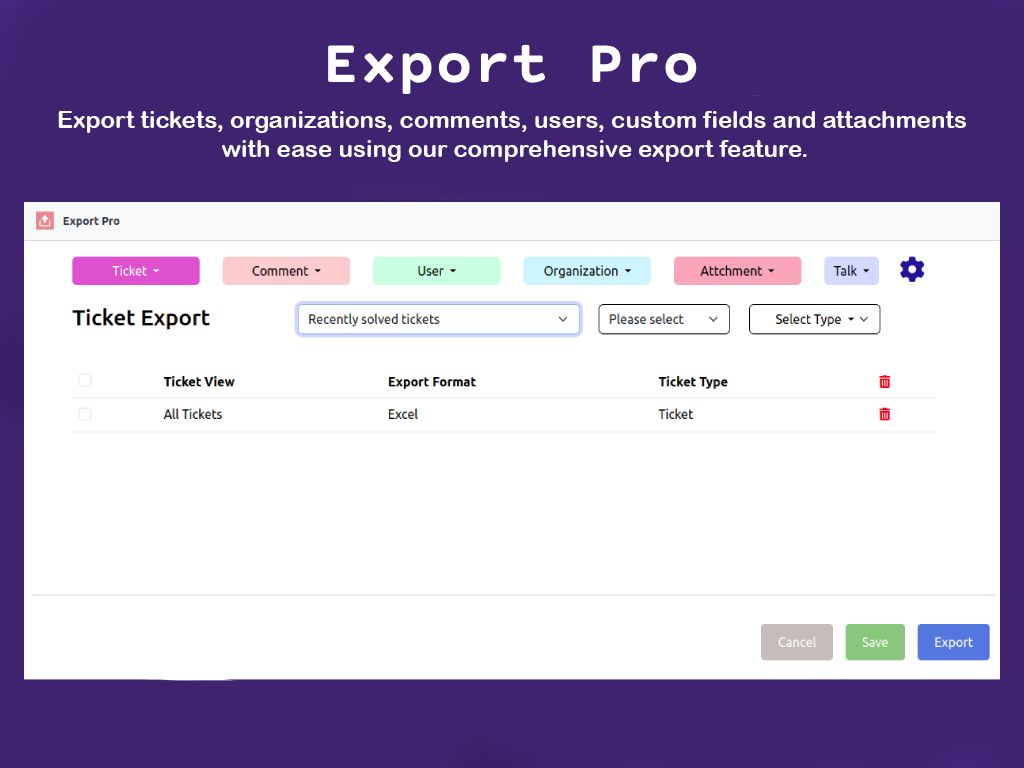 Export Pro
Export tickets, organizations, comments, users, custom fields and attachments
with ease using our comprehensive export feature.
Export Pro
Ticket Comment User Organization Attchment Talk
Ticket Export Recently solved tickets Please select Select Type
Ticket View Export Format Ticket Type
All Tickets Excel Ticket
Cancel Save Export